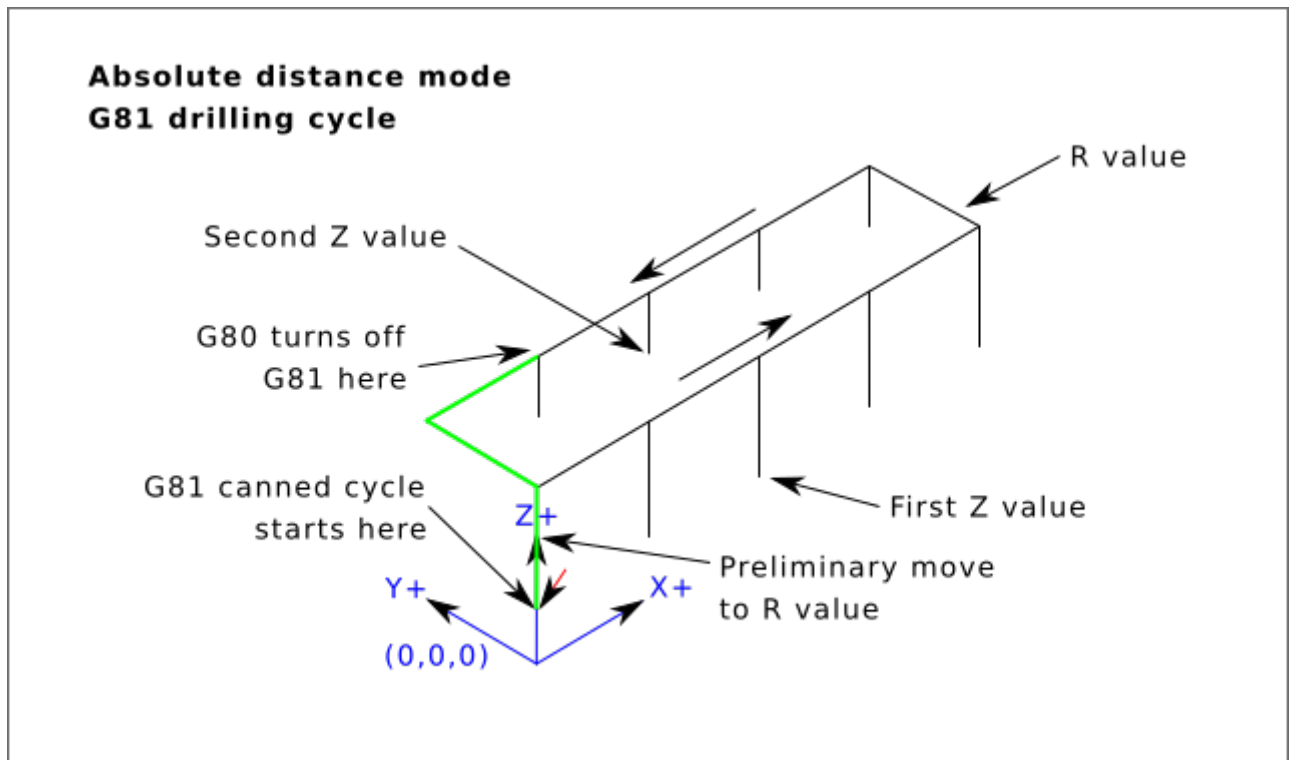 Absolute distance mode
G81 drilling cycle
R value
Second Z value
G80 turns off
G81 here
G81 canned cycle
starts here
Z+
First Z value
Preliminary move
to R value
Y+
X+
(0,0,0)